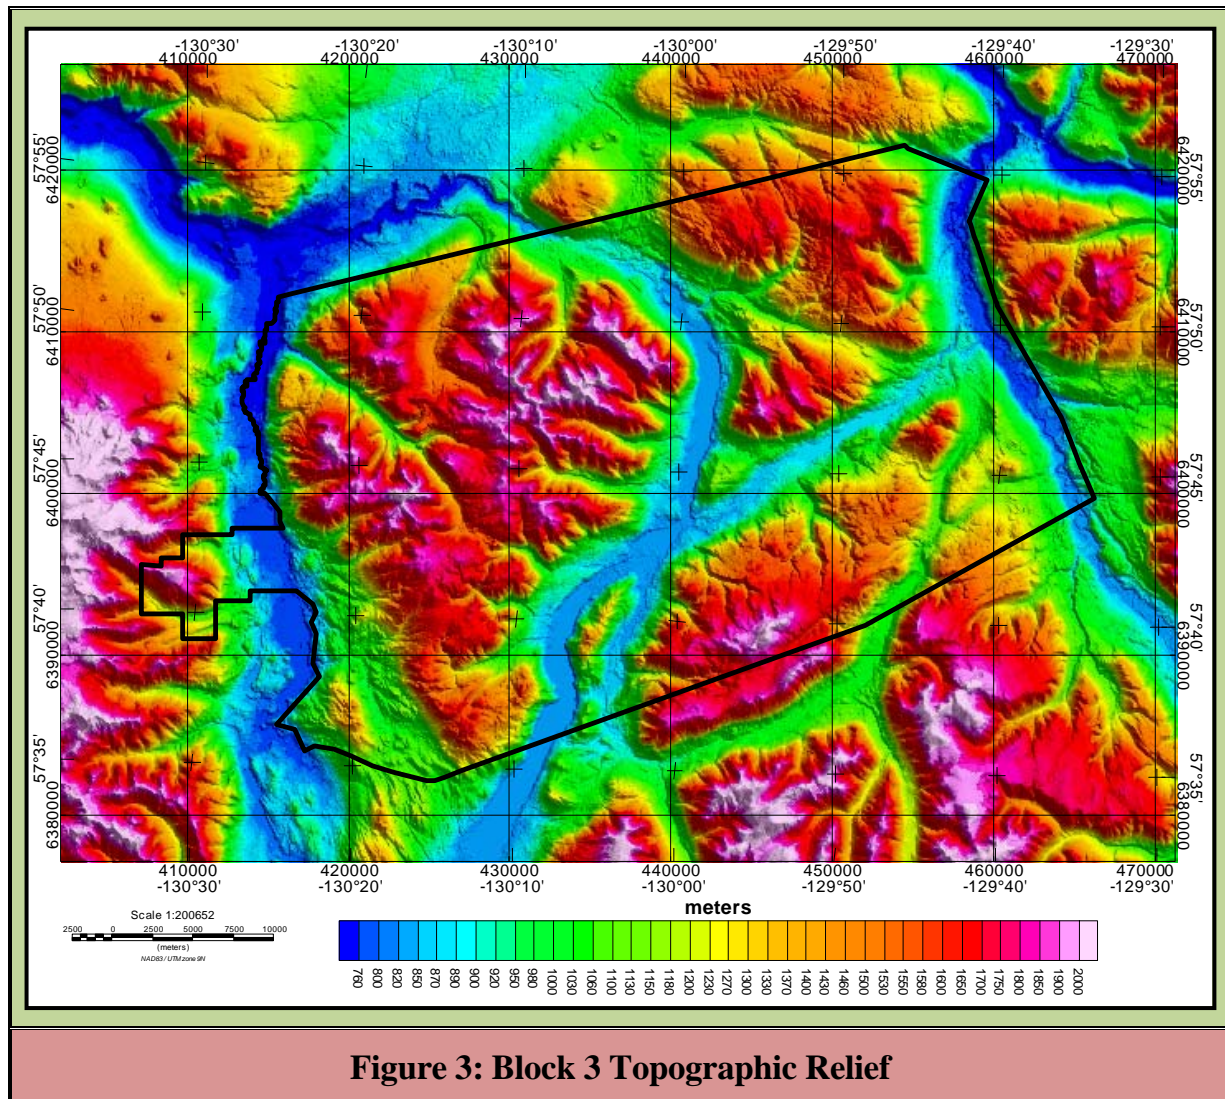 -130°30' -130°20' -130°10' -130°00' -129°50' -129°40' -129°30'
410000 420000 430000 440000 450000 460000 470000
57°55' 6420000 6420000 57°55'
57°50' 6410000 6410000 57°50'
57°45' 6400000 6400000 57°45'
57°40' 6390000 6390000 57°40'
57°35' 6380000 6380000 57°35'
410000 420000 430000 440000 450000 460000 470000
-130°30' -130°20' -130°10' -130°00' -129°50' -129°40' -129°30'
meters
Scale 1:200652
2500 0 2500 5000 7500 10000
(meters)
NAD83 / UTM zone 9N
760 800 820 850 870 890 900 920 950 980 1000 1030 1060 1100 1150 1180 1200 1230 1270 1300 1330 1370 1400 1430 1460 1500 1530 1580 1600 1650 1700 1750 1800 1850 1900 2000
Figure 3: Block 3 Topographic Relief